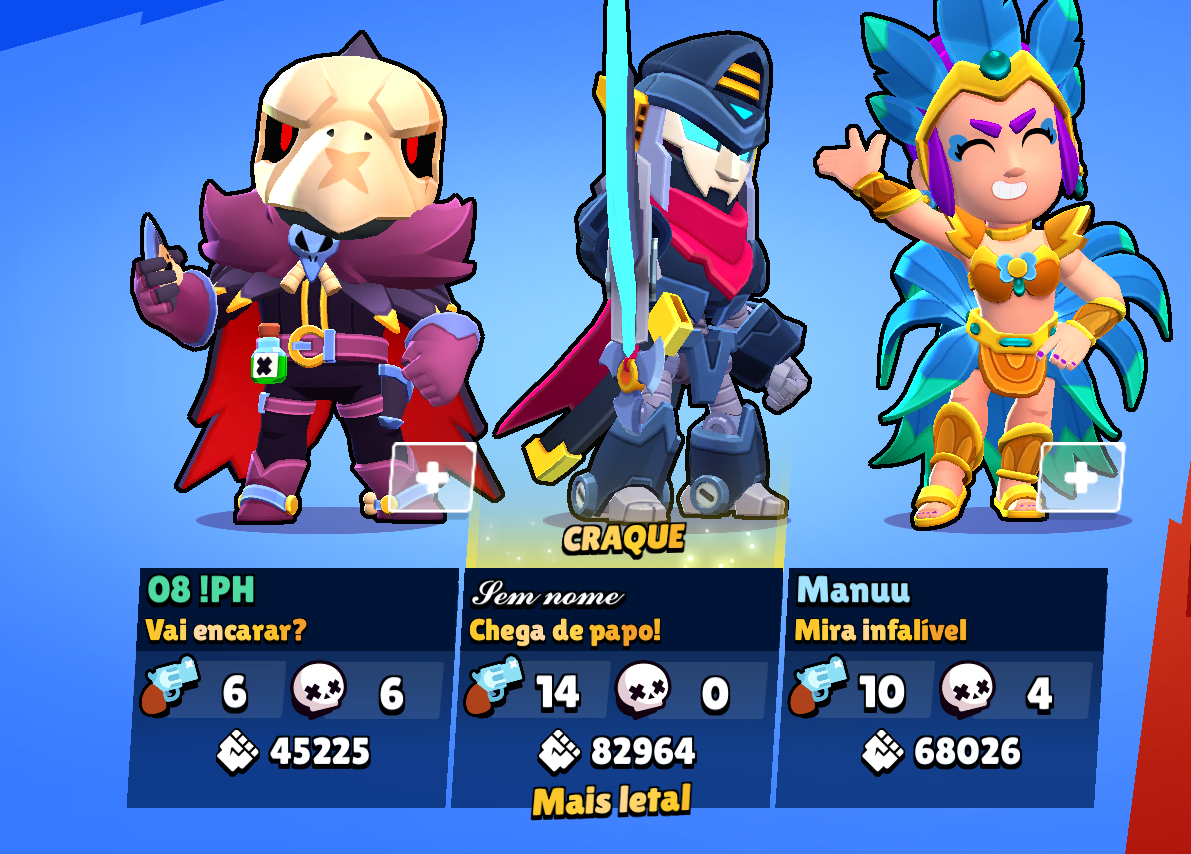 CRAQUE
08 !PH
Vai encarar?
6 6
45225
Sem nome
Chega de papo!
14 0
82964
Mais letal
Manuu
Mira infalível
10 4
68026